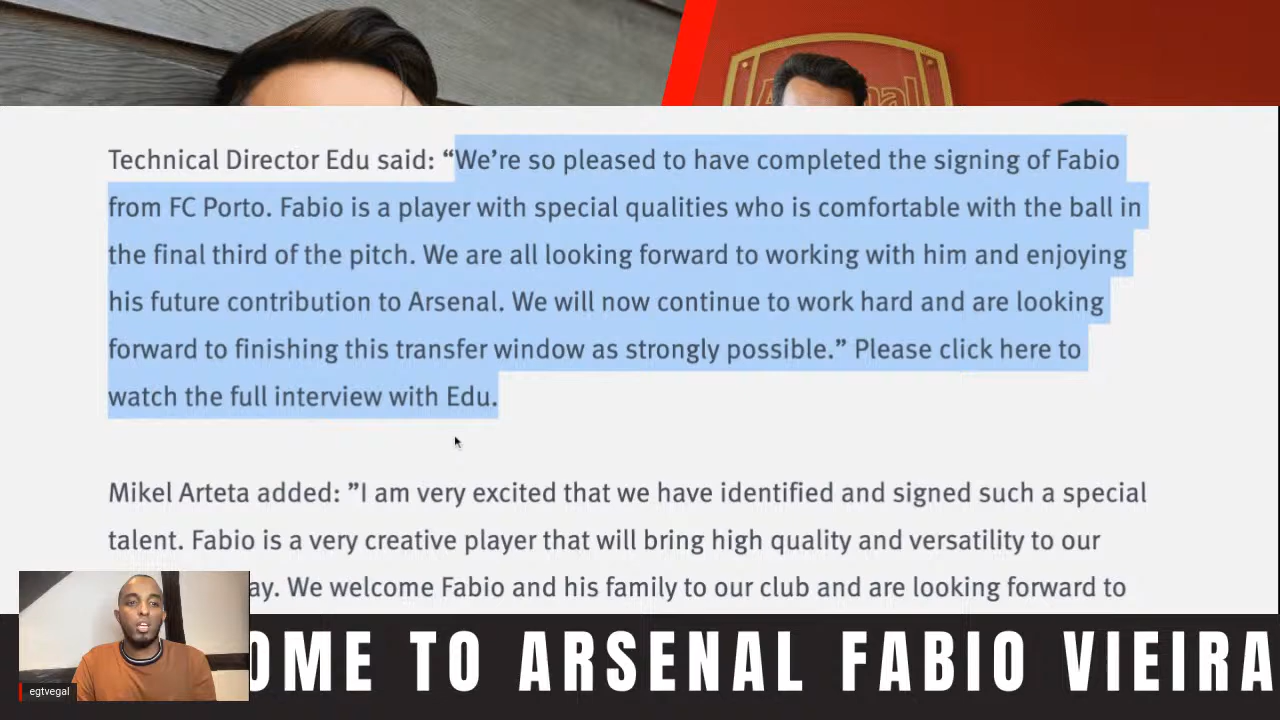 Technical Director Edu said: “We’re so pleased to have completed the signing of Fabio
from FC Porto. Fabio is a player with special qualities who is comfortable with the ball in
the final third of the pitch. We are all looking forward to working with him and enjoying
his future contribution to Arsenal. We will now continue to work hard and are looking
forward to finishing this transfer window as strongly possible.” Please click here to
watch the full interview with Edu.
Mikel Arteta added: ”I am very excited that we have identified and signed such a special
talent. Fabio is a very creative player that will bring high quality and versatility to our
ay. We welcome Fabio and his family to our club and are looking forward to
OME TO ARSENAL FABIO VIEIRA
egtvegal